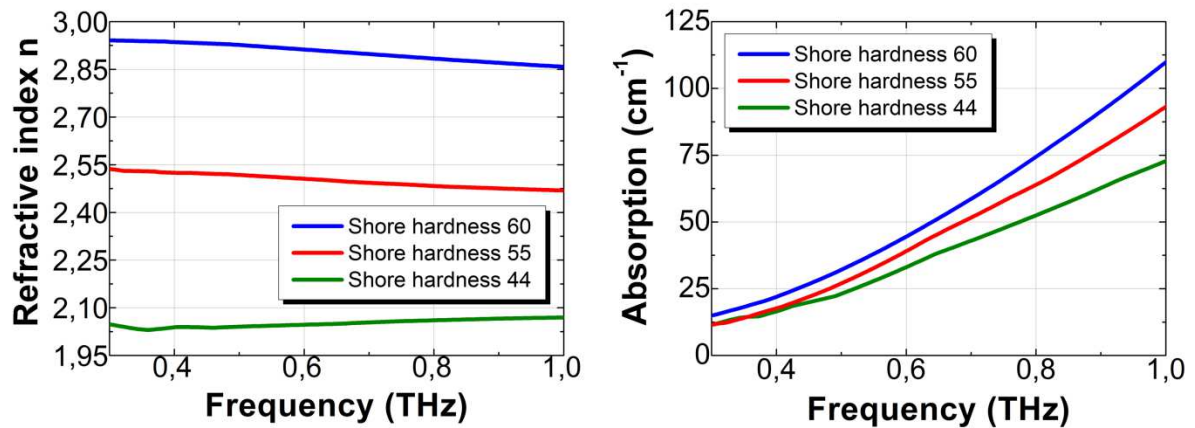 Refractive index n
3,00
2,85
2,70
2,55
2,40
2,25
2,10
1,95
Shore hardness 60
Shore hardness 55
Shore hardness 44
0,4
0,6
0,8
1,0
Frequency (THz)
Absorption (cm⁻¹)
125
100
75
50
25
0
Shore hardness 60
Shore hardness 55
Shore hardness 44
0,4
0,6
0,8
1,0
Frequency (THz)